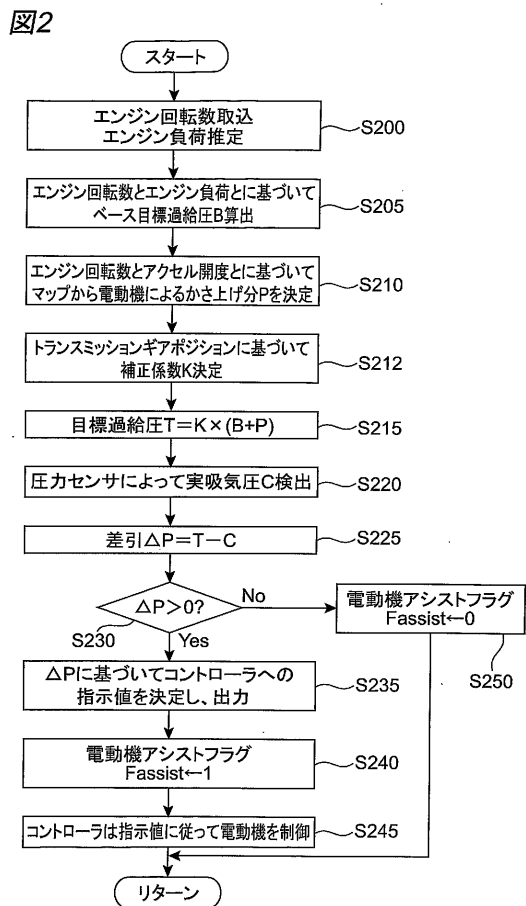 図2
スタート
エンジン回転数取込
エンジン負荷推定
S200
エンジン回転数とエンジン負荷とに基づいて
ベース目標過給圧B算出
S205
エンジン回転数とアクセル開度とに基づいて
マップから電動機によるかさ上げ分Pを決定
S210
トランスミッションギアポジションに基づいて
補正係数K決定
S212
目標過給圧T=K×(B+P)
S215
圧力センサによって実吸気圧C検出
S220
差引△P=T−C
S225
△P>0?
No
S230
Yes
電動機アシストフラグ
Fassist←0
S250
△Pに基づいてコントローラへの
指示値を決定し、出力
S235
電動機アシストフラグ
Fassist←1
S240
コントローラは指示値に従って電動機を制御
S245
リターン